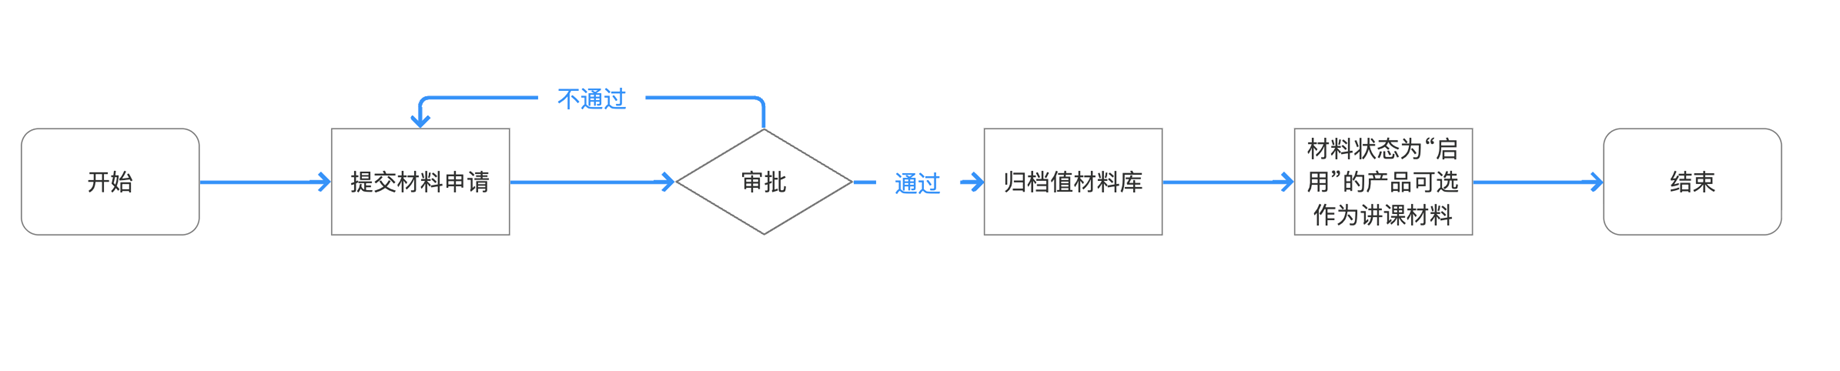 不通过
开始
提交材料申请
审批
通过
归档值材料库
材料状态为“启
用”的产品可选
作为讲课材料
结束